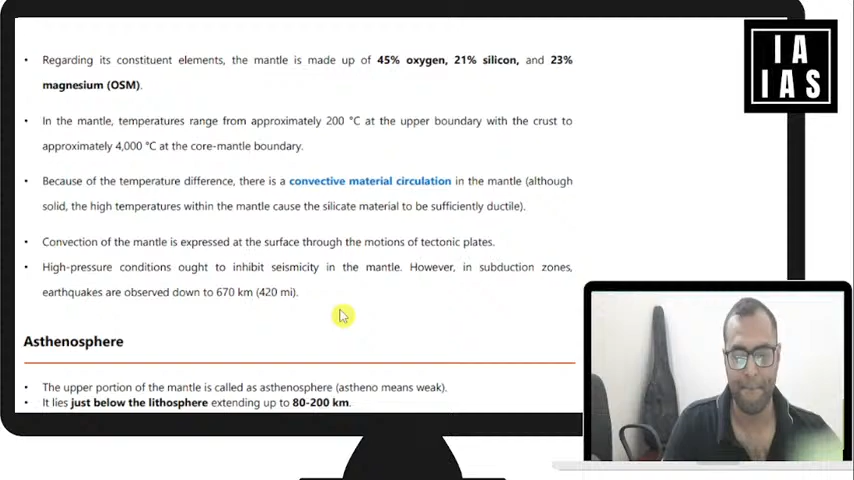 • Regarding its constituent elements, the mantle is made up of 45% oxygen, 21% silicon, and 23%
magnesium (OSM).
• In the mantle, temperatures range from approximately 200 °C at the upper boundary with the crust to
approximately 4,000 °C at the core-mantle boundary.
• Because of the temperature difference, there is a convective material circulation in the mantle (although
solid, the high temperatures within the mantle cause the silicate material to be sufficiently ductile).
• Convection of the mantle is expressed at the surface through the motions of tectonic plates.
• High-pressure conditions ought to inhibit seismicity in the mantle. However, in subduction zones,
earthquakes are observed down to 670 km (420 mi).
Asthenosphere
• The upper portion of the mantle is called as asthenosphere (astheno means weak).
• It lies just below the lithosphere extending up to 80-200 km.
IA
IAS